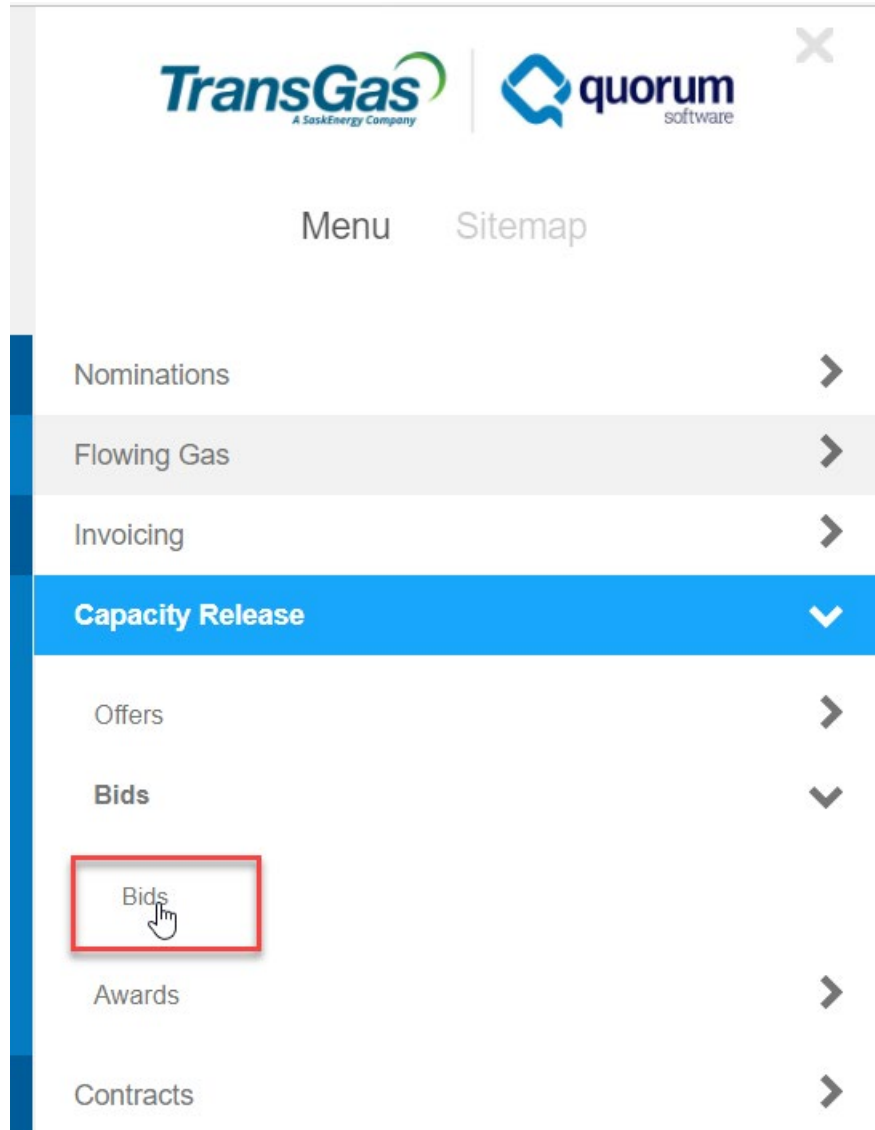 TransGas
A SaskEnergy Company
quorum
software
Menu Sitemap
Nominations
Flowing Gas
Invoicing
Capacity Release
Offers
Bids
Bids
Awards
Contracts